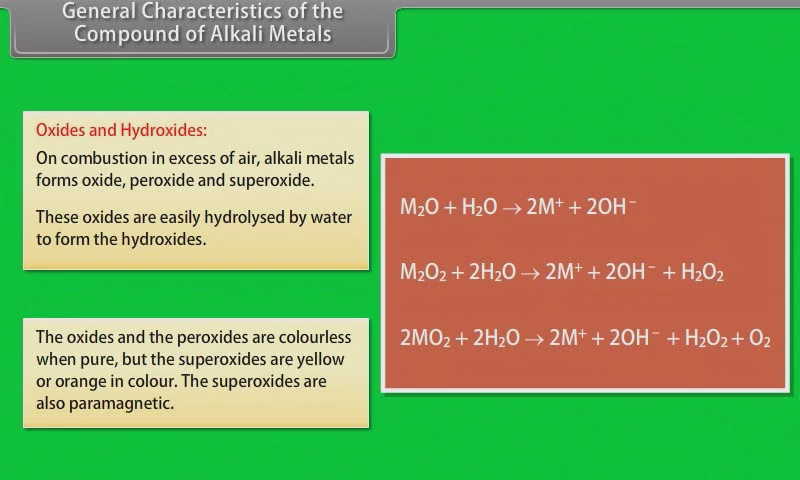 General Characteristics of the
Compound of Alkali Metals
Oxides and Hydroxides:
On combustion in excess of air, alkali metals
forms oxide, peroxide and superoxide.
These oxides are easily hydrolysed by water
to form the hydroxides.
The oxides and the peroxides are colourless
when pure, but the superoxides are yellow
or orange in colour. The superoxides are
also paramagnetic.
M₂O + H₂O → 2M⁺ + 2OH⁻
M₂O₂ + 2H₂O → 2M⁺ + 2OH⁻ + H₂O₂
2MO₂ + 2H₂O → 2M⁺ + 2OH⁻ + H₂O₂ + O₂